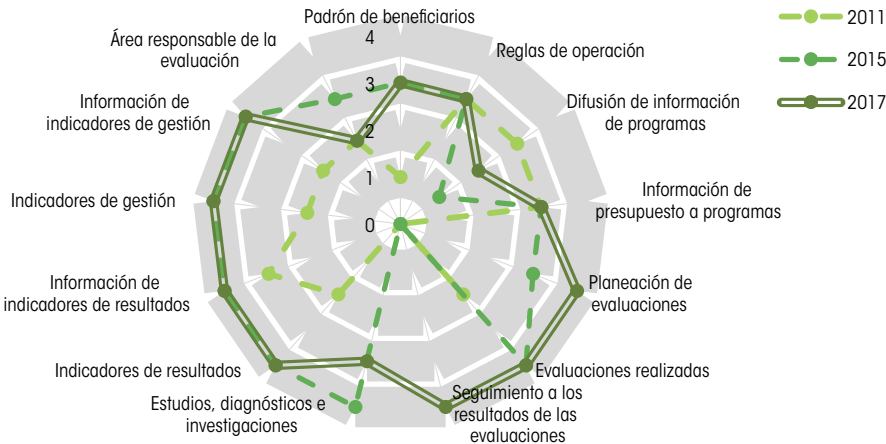 Padrón de beneficiarios
Reglas de operación
Difusión de información
de programas
Información de
presupuesto a programas
Planeación de
evaluaciones
Evaluaciones realizadas
Seguimiento a los
resultados de las
evaluaciones
Estudios, diagnósticos e
investigaciones
Indicadores de resultados
Información de
indicadores de resultados
Indicadores de gestión
Información de
indicadores de gestión
Área responsable de la
evaluación
4
3
2
1
0
2011
2015
2017